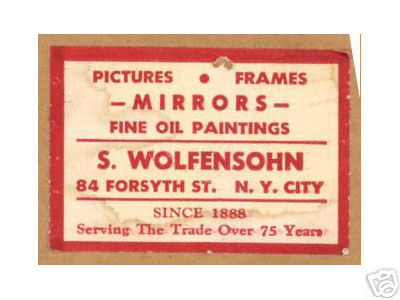 PICTURES • FRAMES
– MIRRORS –
FINE OIL PAINTINGS
S. WOLFENSOHN
84 FORSYTH ST. N. Y. CITY
SINCE 1888
Serving The Trade Over 75 Years